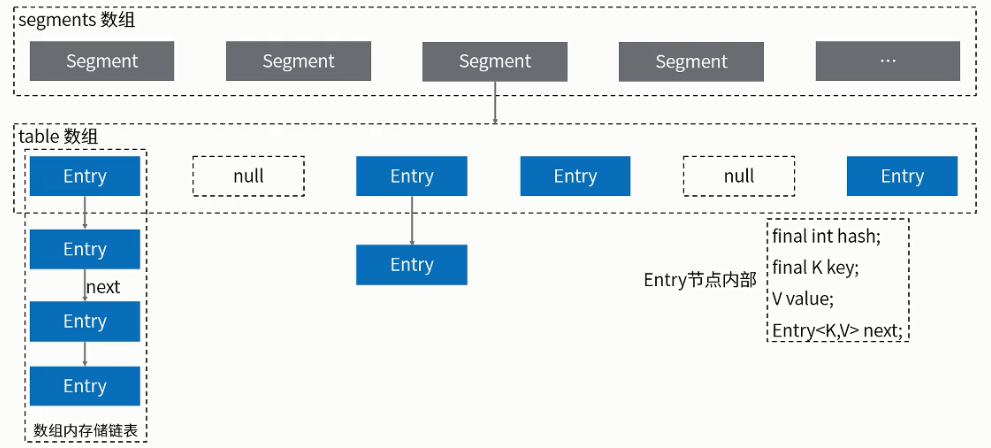 segments 数组
Segment
Segment
Segment
Segment
…
table 数组
Entry
null
Entry
Entry
null
Entry
Entry
next
Entry
Entry
数组内存储链表
Entry
Entry节点内部
final int hash;
final K key;
V value;
Entry<K,V> next;